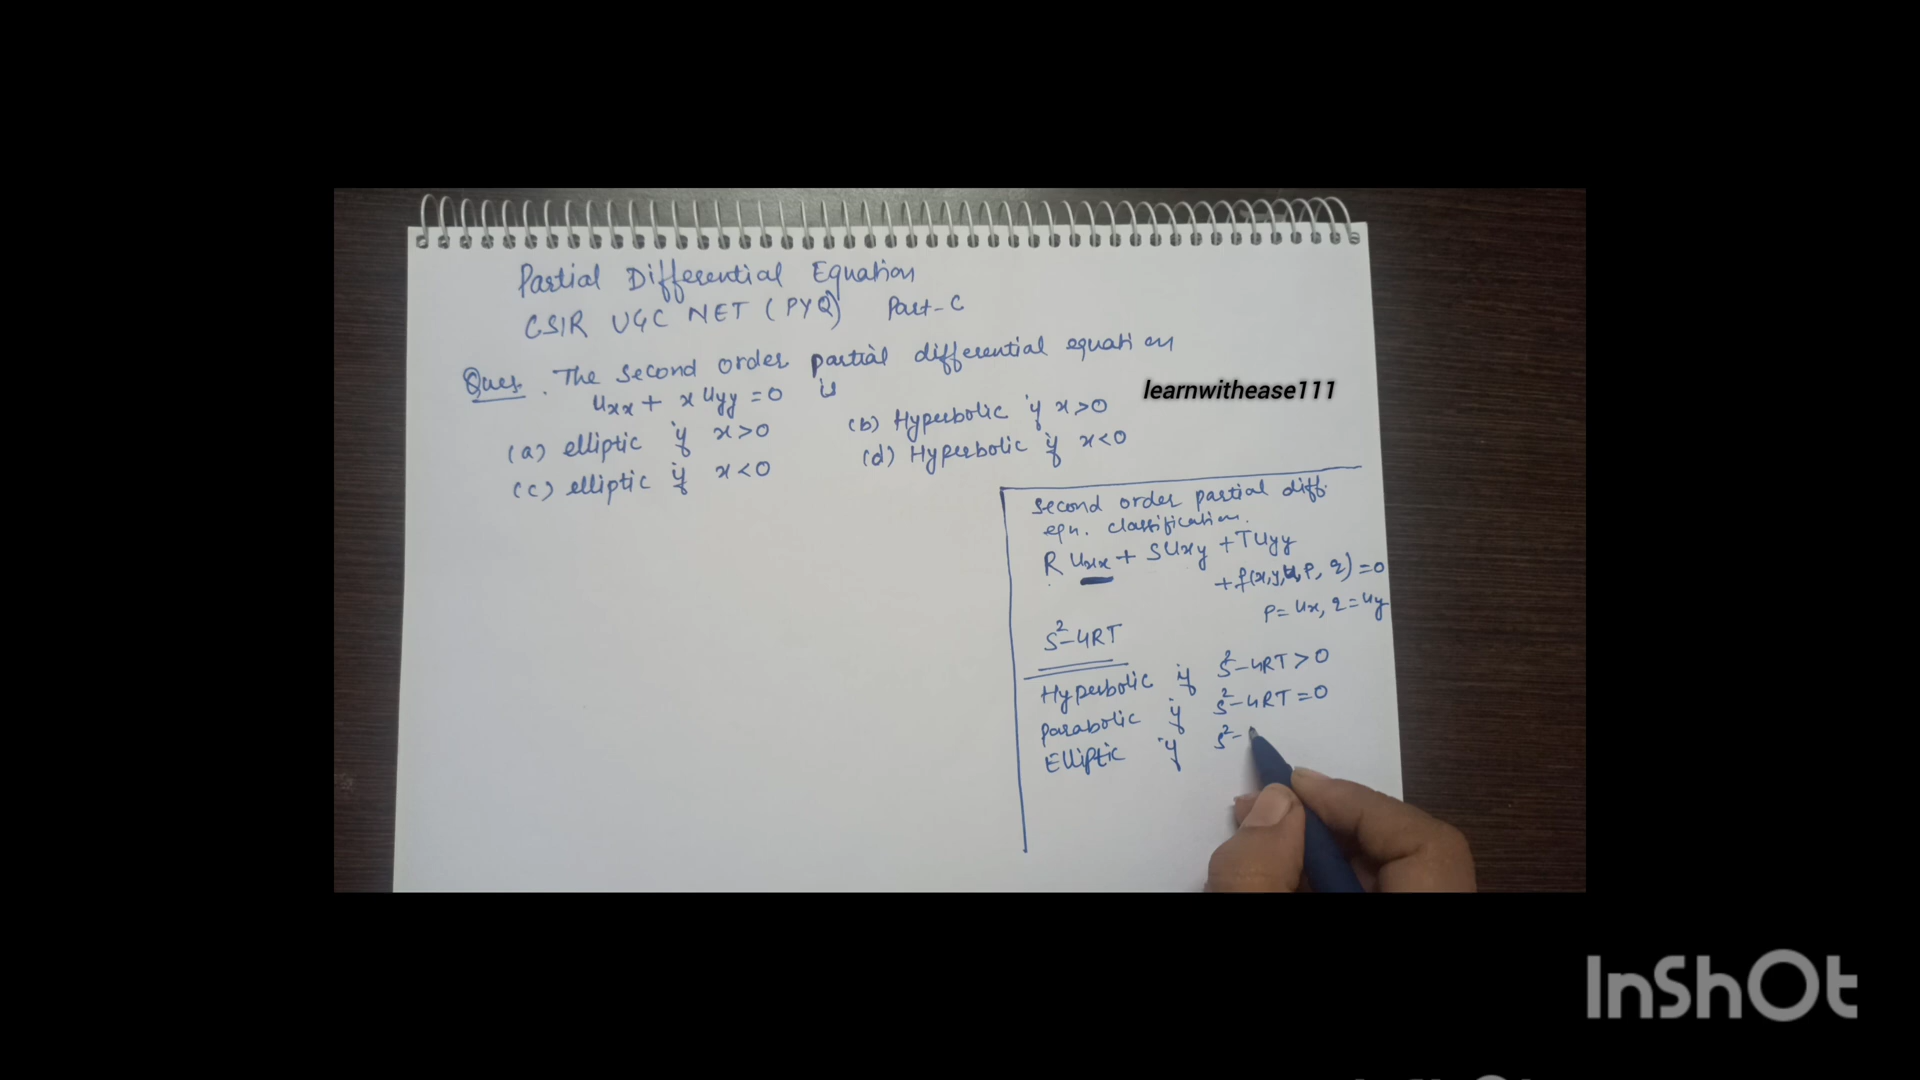 Partial Differential Equation
CSIR UGC NET (PYQ) Part-C
Ques. The second order partial differential equation
uxx + x uyy = 0 is
(a) elliptic if x>0 (b) Hyperbolic if x>0
(c) elliptic if x<0 (d) Hyperbolic if x<0
learnwithease111
second order partial diff.
eqn. classification.
R uxx + S uxy + T uyy
+ f(x,y,u,p,q)=0
p=ux, q=uy
S²-4RT
Hyperbolic if S²-4RT>0
parabolic if S²-4RT=0
Elliptic if S²-
InShOt